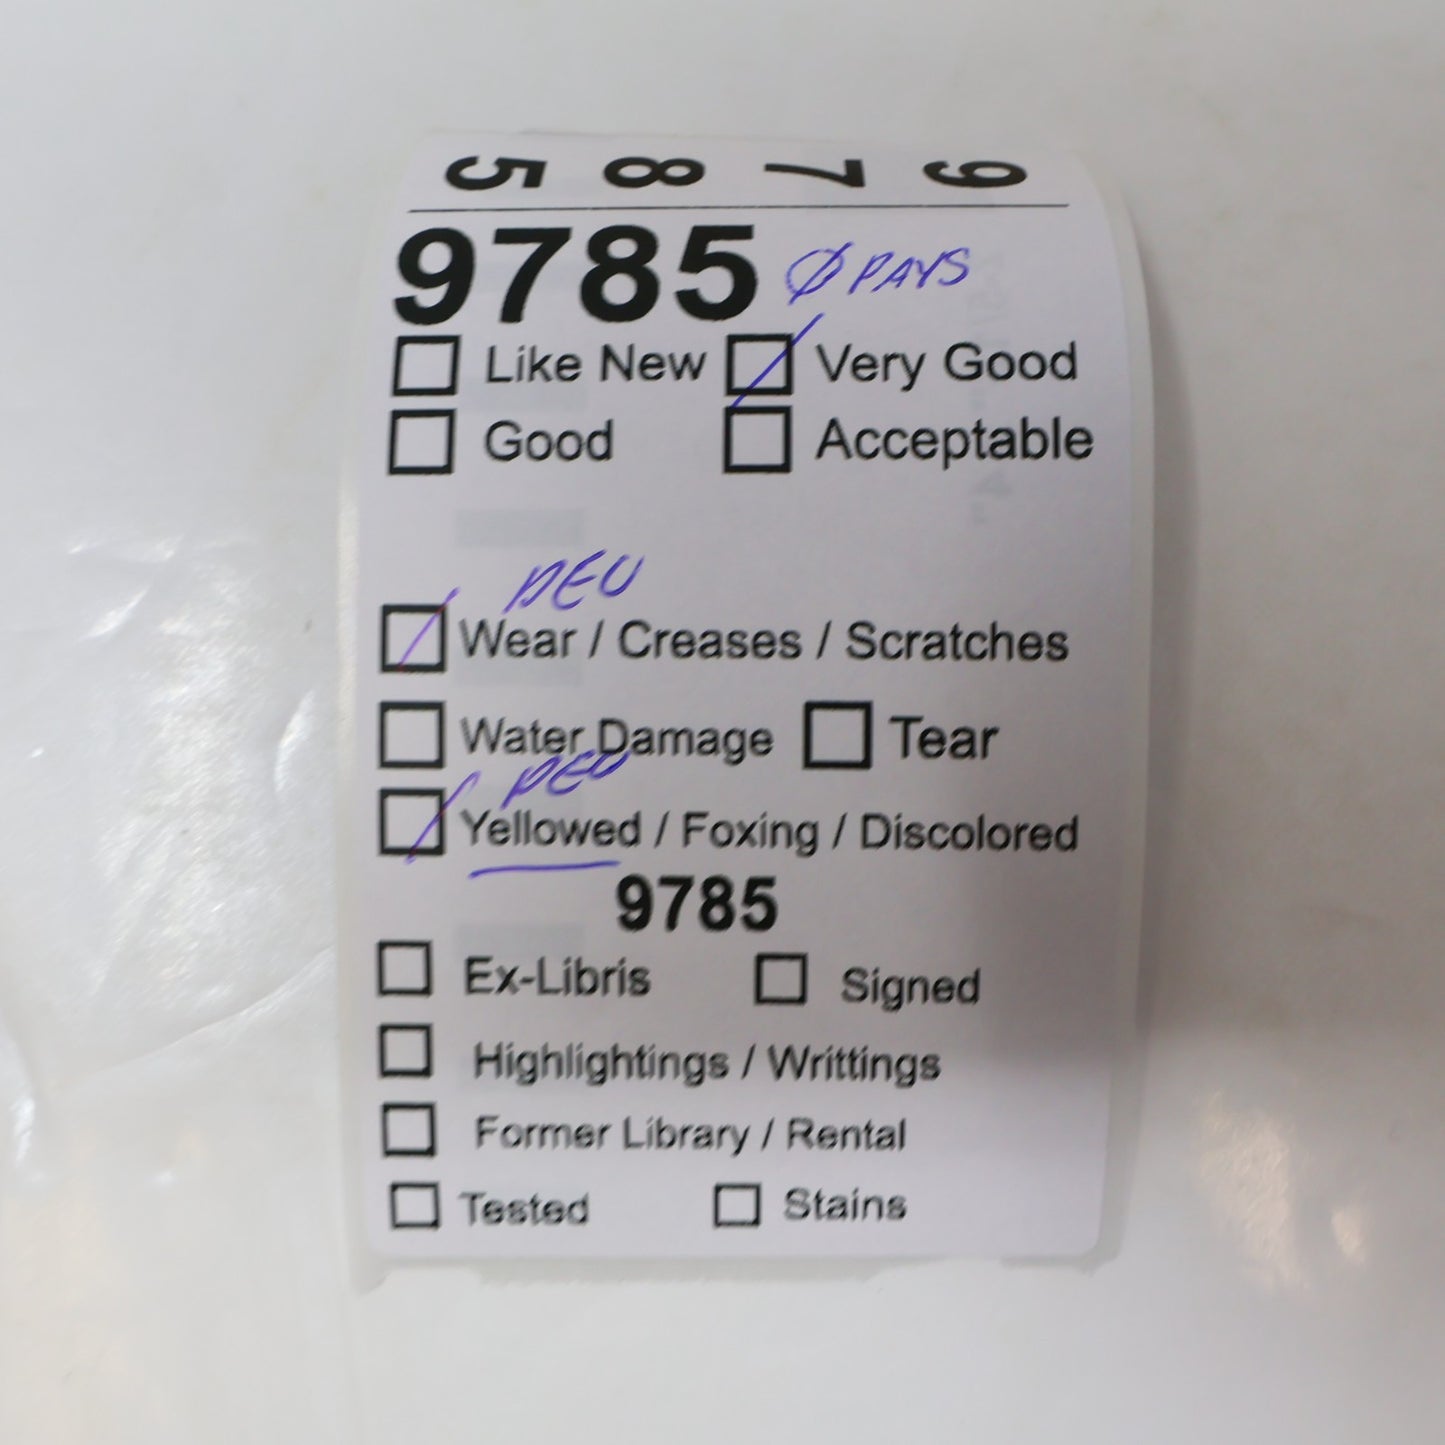 9 7 8 5
9785 Ø PAYS
Like New Very Good
Good Acceptable
PEU
Wear / Creases / Scratches
Water Damage Tear
PEU
Yellowed / Foxing / Discolored
9785
Ex-Libris Signed
Highlightings / Writtings
Former Library / Rental
Tested Stains